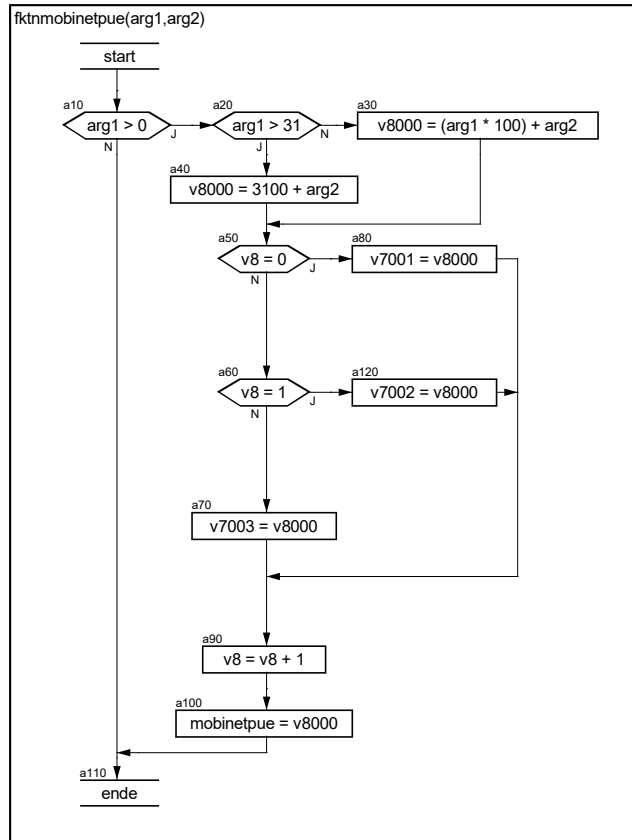 fktnmobinetpue(arg1,arg2)
start
a10
arg1 > 0
J
N
a20
arg1 > 31
N
J
a30
v8000 = (arg1 * 100) + arg2
a40
v8000 = 3100 + arg2
a50
v8 = 0
J
N
a80
v7001 = v8000
a60
v8 = 1
J
N
a120
v7002 = v8000
a70
v7003 = v8000
a90
v8 = v8 + 1
a100
mobinetpue = v8000
a110
ende